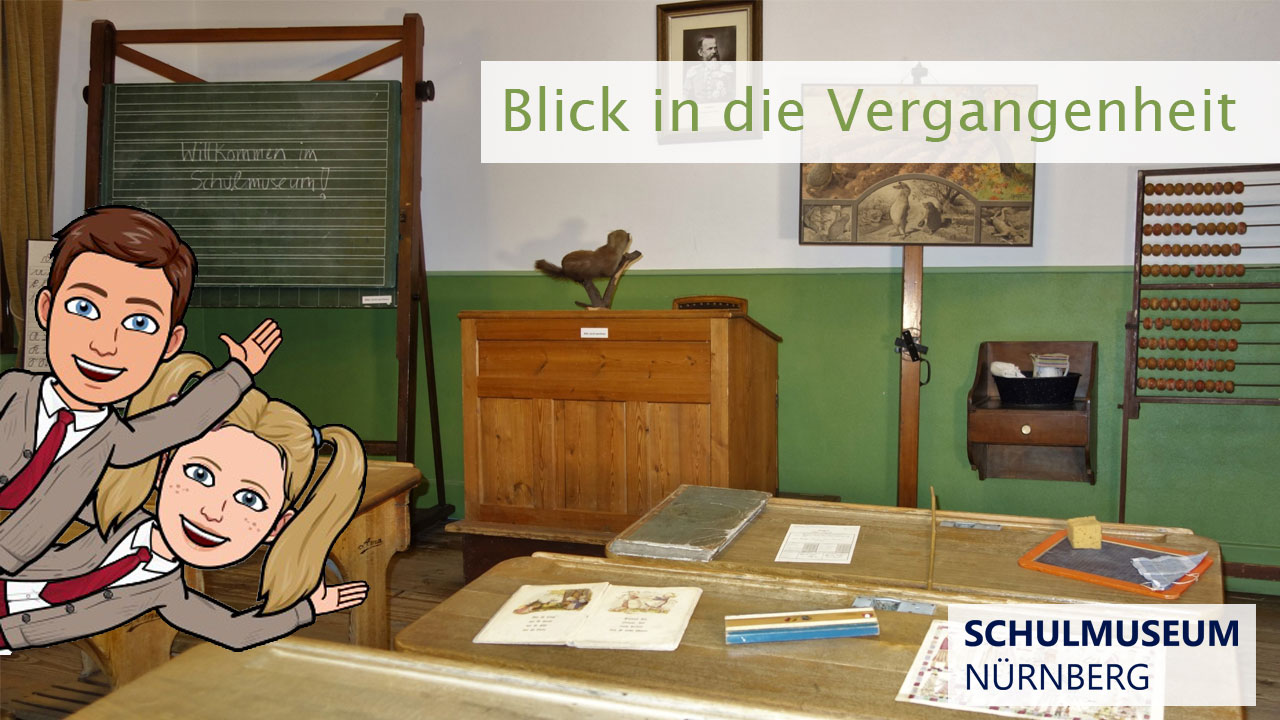 Blick in die Vergangenheit
Willkommen im
Schulmuseum!
SCHULMUSEUM
NÜRNBERG